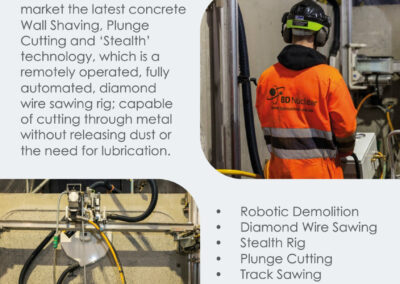 market the latest concrete
Wall Shaving, Plunge
Cutting and ‘Stealth’
technology, which is a
remotely operated, fully
automated, diamond
wire sawing rig; capable
of cutting through metal
without releasing dust or
the need for lubrication.
BD Nuclear
• Robotic Demolition
• Diamond Wire Sawing
• Stealth Rig
• Plunge Cutting
• Track Sawing